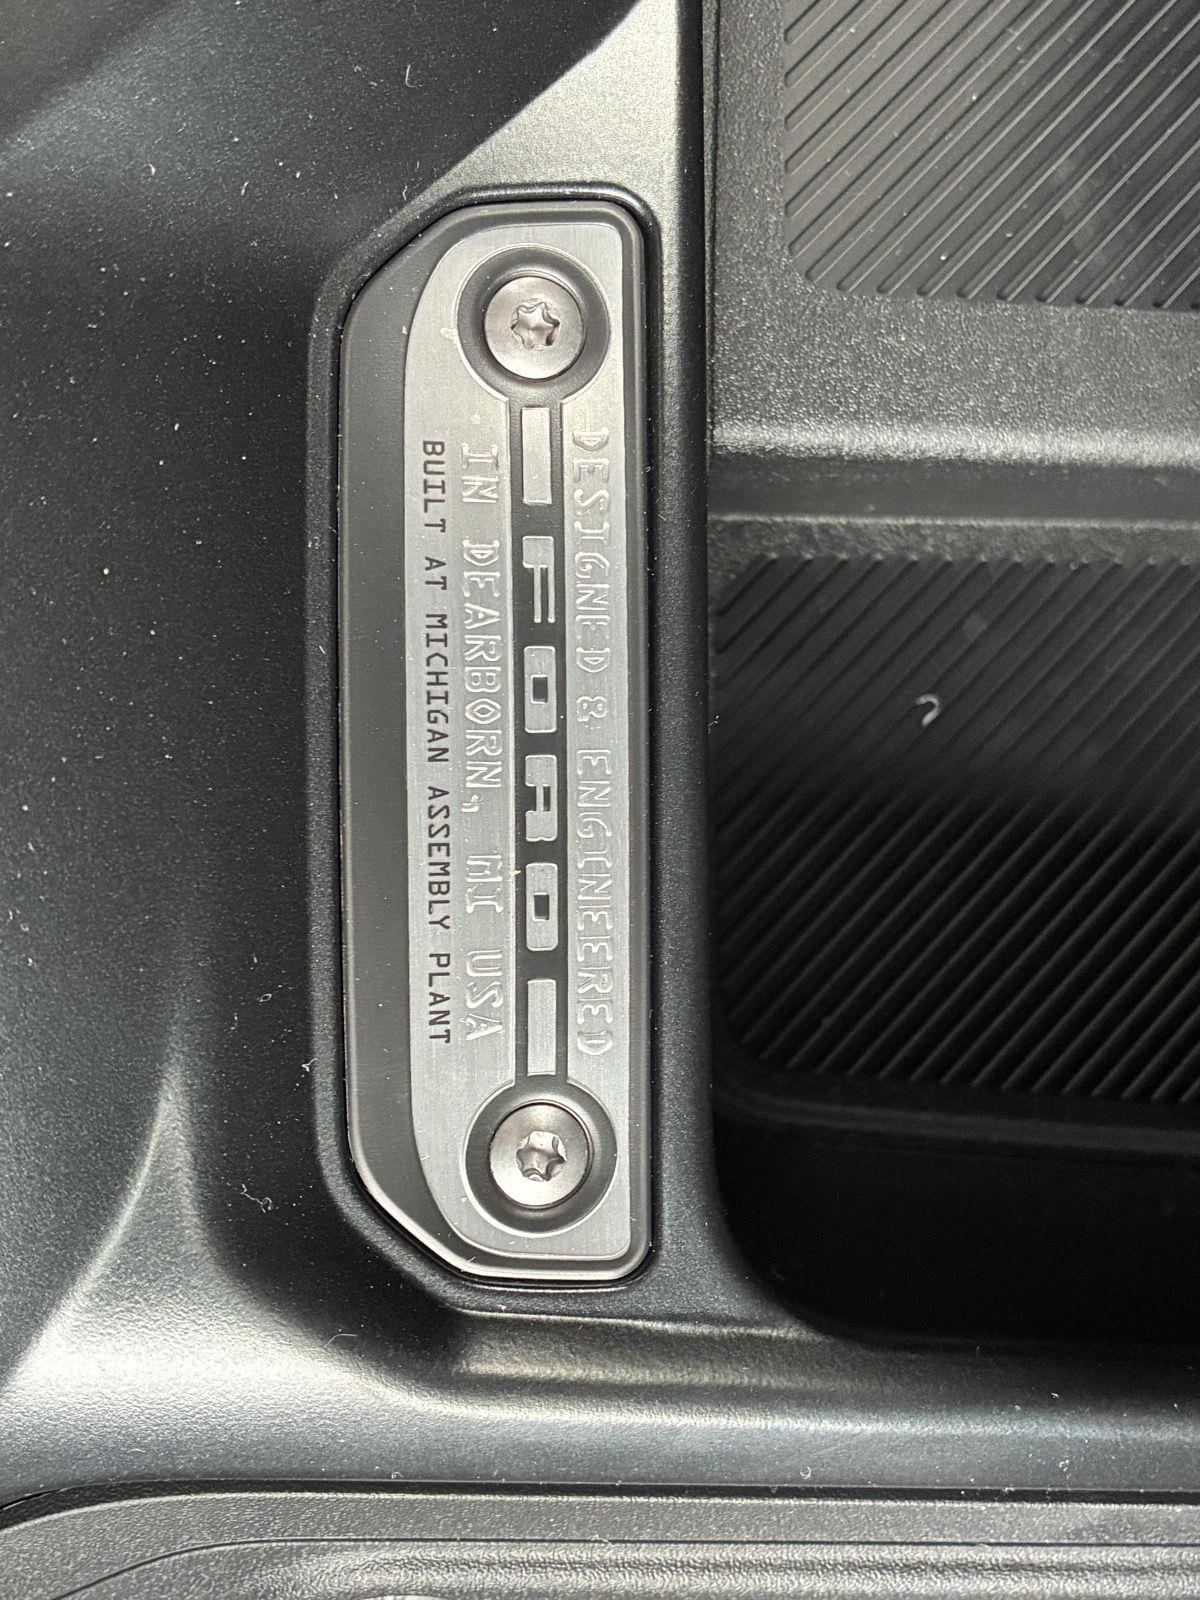 DESIGNED & ENGINEERED
FORD
IN DEARBORN, MI USA
BUILT AT MICHIGAN ASSEMBLY PLANT